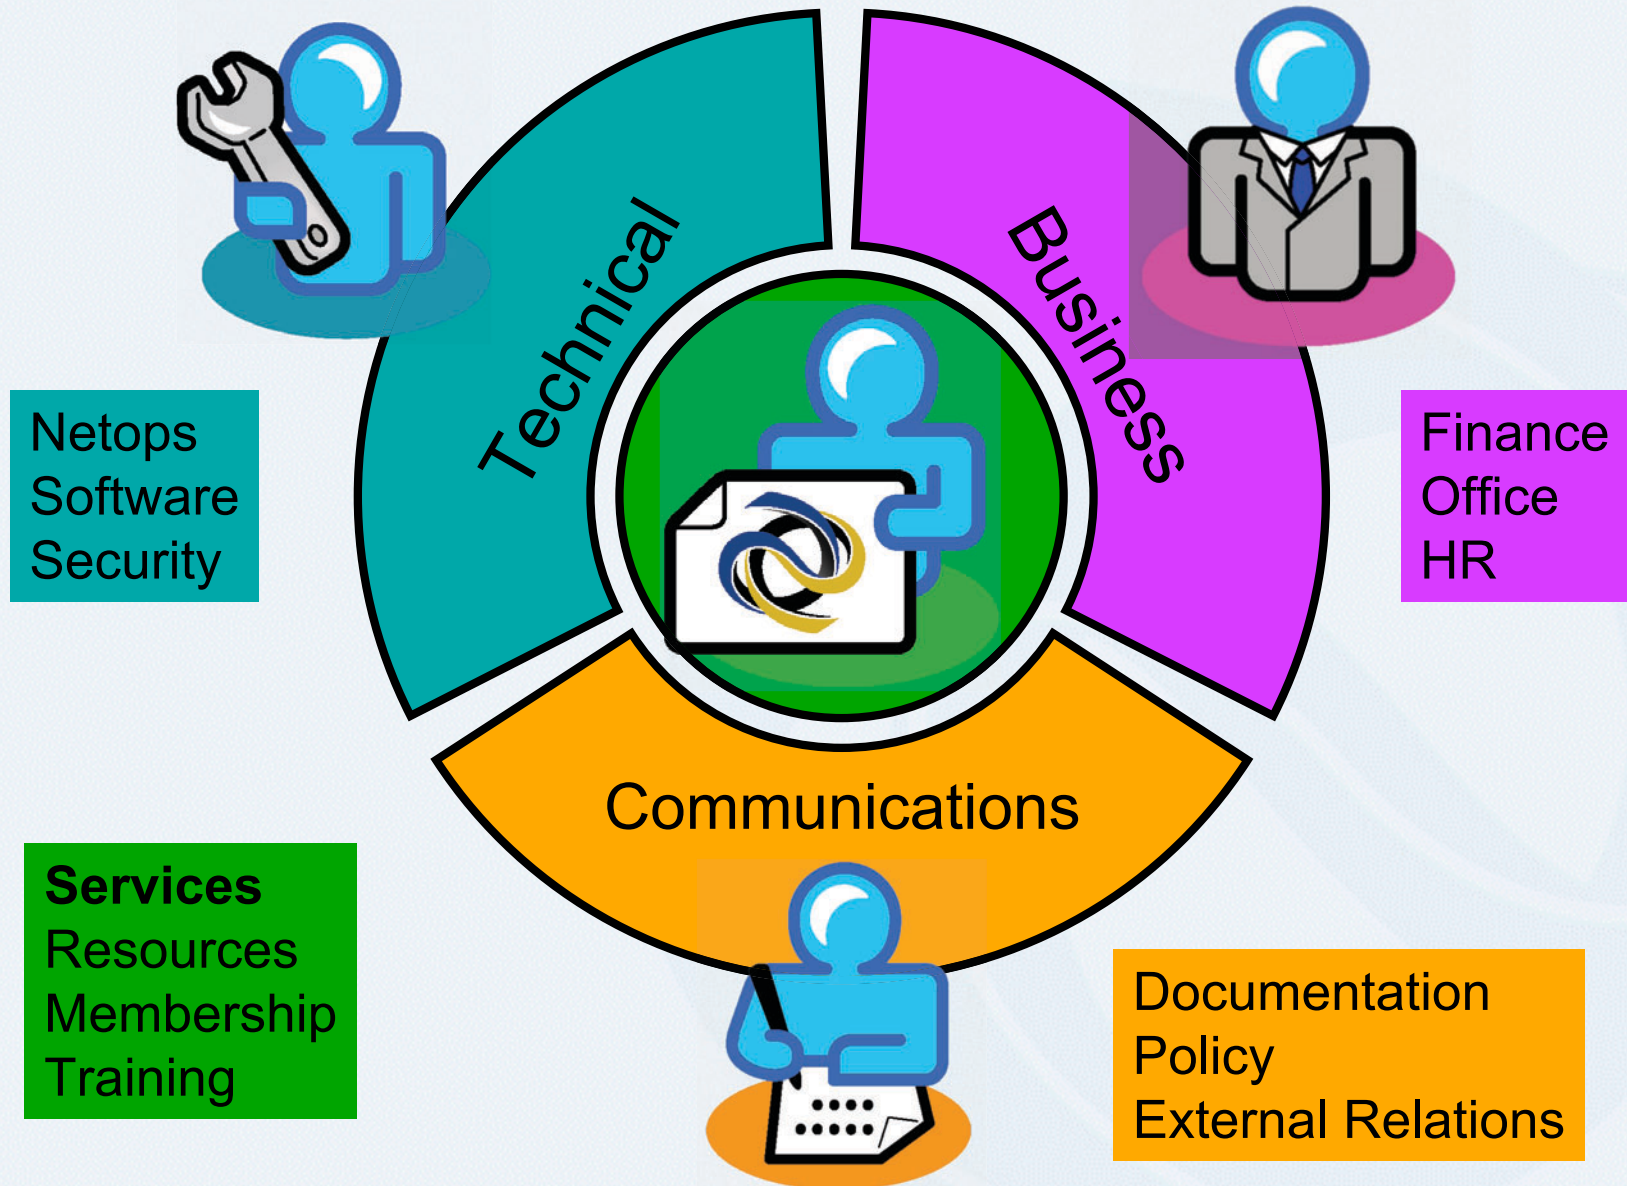 Technical
Business
Netops
Software
Security
Finance
Office
HR
Communications
Services
Resources
Membership
Training
Documentation
Policy
External Relations